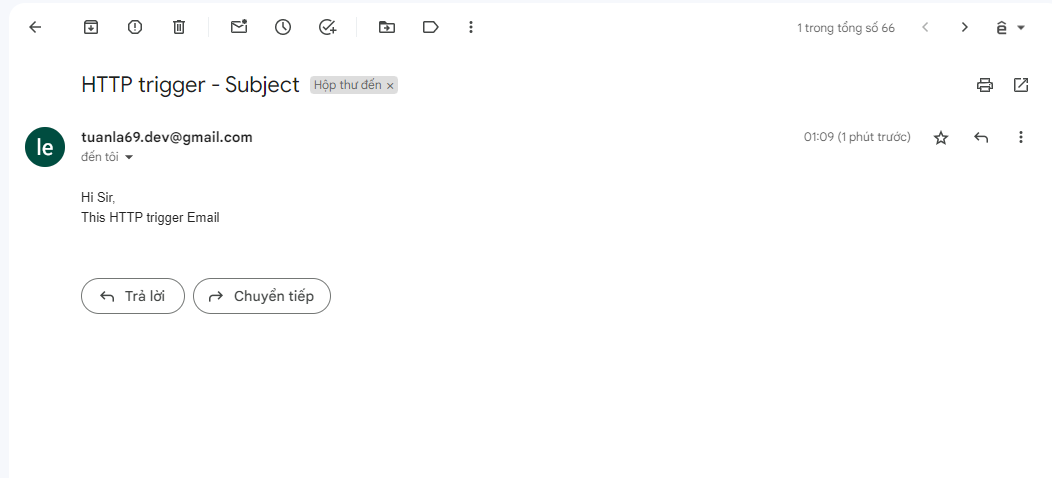 1 trong tổng số 66
ê
HTTP trigger - Subject Hộp thư đến ×
le
tuanla69.dev@gmail.com
01:09 (1 phút trước)
đến tôi
Hi Sir,
This HTTP trigger Email
Trả lời
Chuyển tiếp